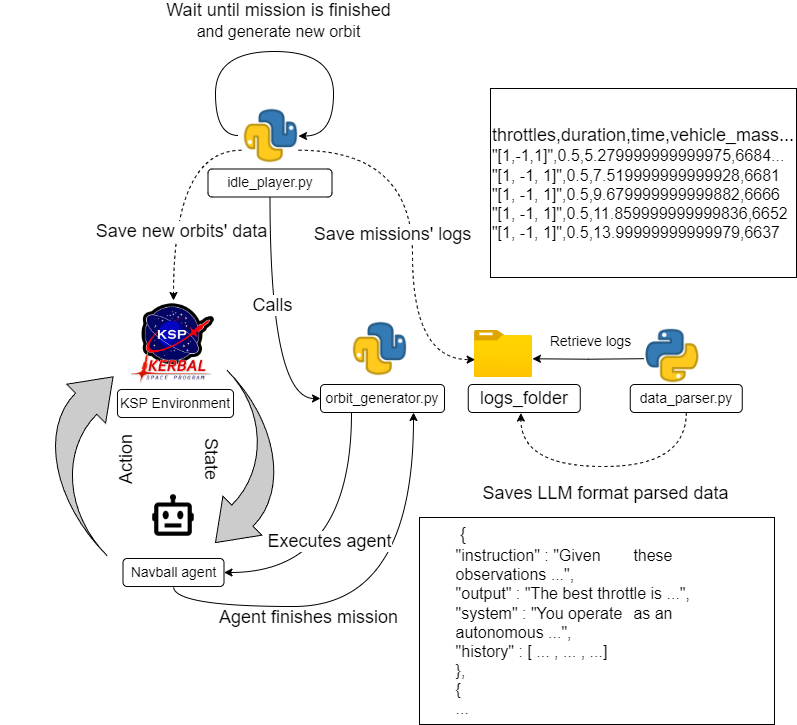 Wait until mission is finished
and generate new orbit
throttles,duration,time,vehicle_mass...
"[1,-1,1]",0.5,5.279999999999975,6684...
"[1, -1, 1]",0.5,7.519999999999928,6681
"[1, -1, 1]",0.5,9.679999999999882,6666
"[1, -1, 1]",0.5,11.859999999999836,6652
"[1, -1, 1]",0.5,13.99999999999979,6637
idle_player.py
Save new orbits' data
Save missions' logs
Calls
KSP
KERBAL
SPACE PROGRAM
Retrieve logs
KSP Environment
orbit_generator.py
logs_folder
data_parser.py
Action
State
Saves LLM format parsed data
Executes agent
Navball agent
Agent finishes mission
{
"instruction" : "Given these
observations ...",
"output" : "The best throttle is ...",
"system" : "You operate as an
autonomous ...",
"history" : [ ... , ... , ...]
},
{
...